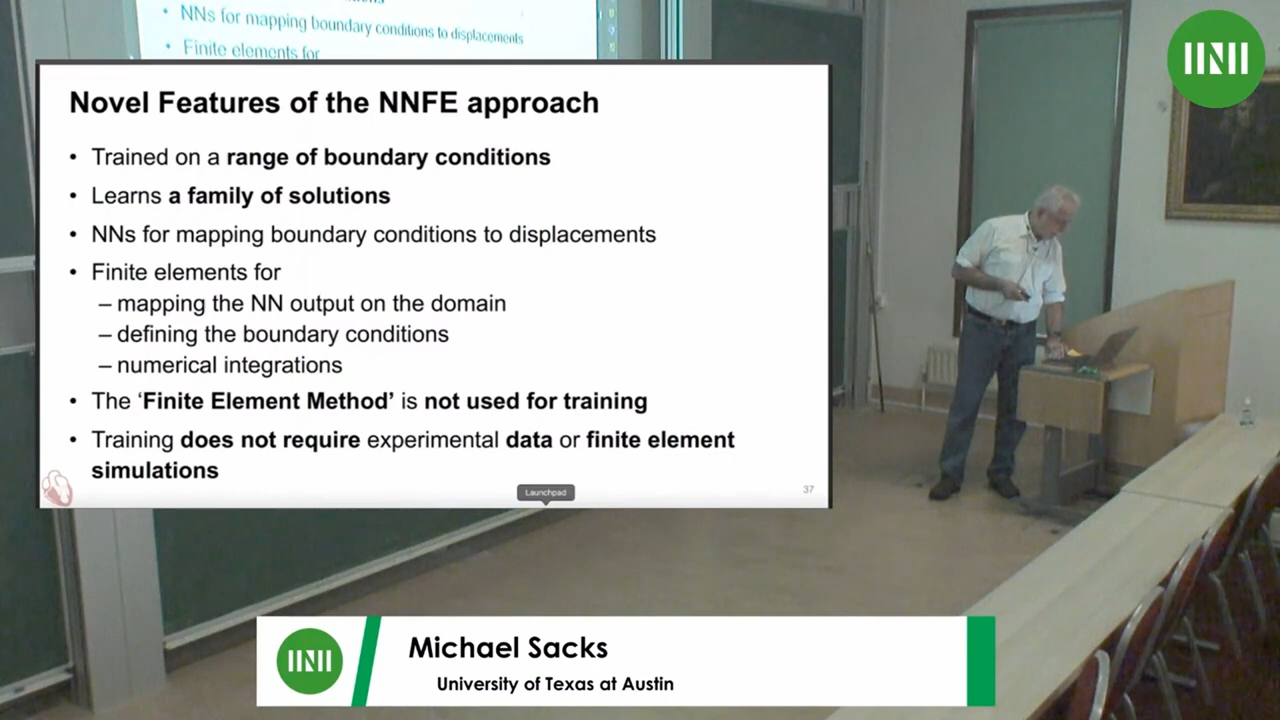 • NNs for mapping boundary conditions to displacements
• Finite elements for
Novel Features of the NNFE approach
• Trained on a range of boundary conditions
• Learns a family of solutions
• NNs for mapping boundary conditions to displacements
• Finite elements for
– mapping the NN output on the domain
– defining the boundary conditions
– numerical integrations
• The ‘Finite Element Method’ is not used for training
• Training does not require experimental data or finite element
simulations
Launchpad
37
Michael Sacks
University of Texas at Austin